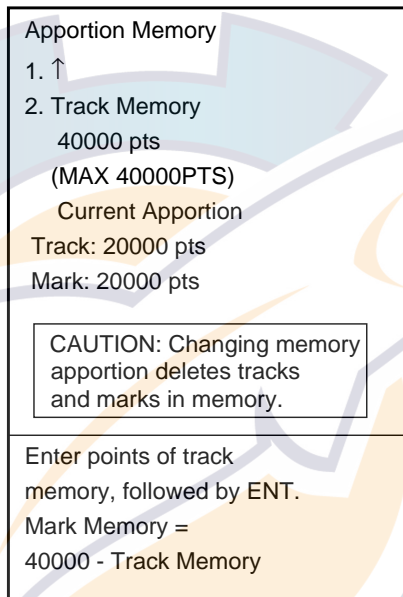 Apportion Memory
1. ↑
2. Track Memory
40000 pts
(MAX 40000PTS)
Current Apportion
Track: 20000 pts
Mark: 20000 pts
CAUTION: Changing memory
apportion deletes tracks
and marks in memory.
Enter points of track
memory, followed by ENT.
Mark Memory =
40000 - Track Memory